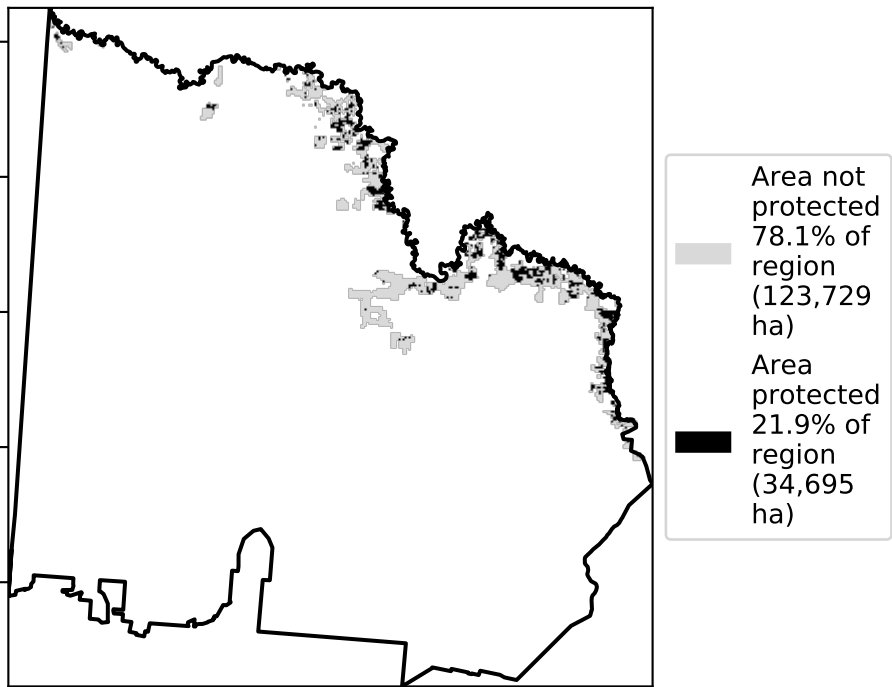 Area not
protected
78.1% of
region
(123,729
ha)
Area
protected
21.9% of
region
(34,695
ha)